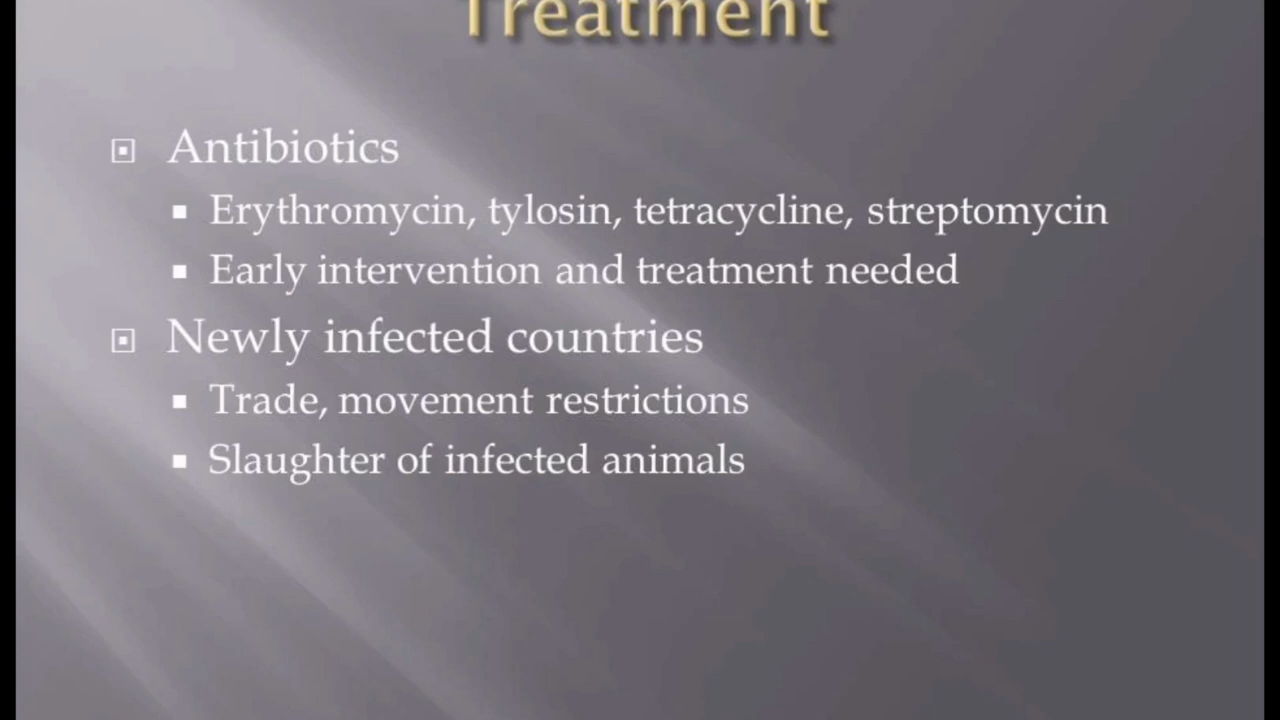 Treatment
Antibiotics
Erythromycin, tylosin, tetracycline, streptomycin
Early intervention and treatment needed
Newly infected countries
Trade, movement restrictions
Slaughter of infected animals